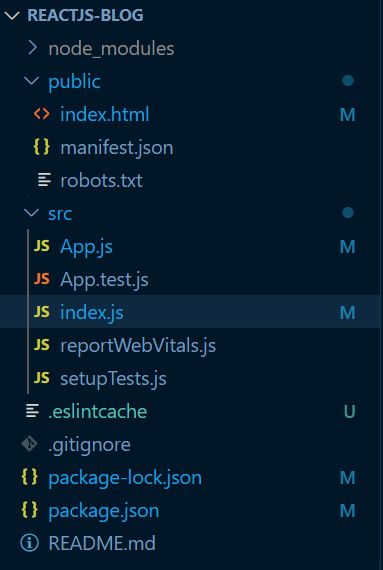 REACTJS-BLOG
node_modules
public
<> index.html M
{} manifest.json
robots.txt
src
JS App.js M
JS App.test.js
JS index.js M
JS reportWebVitals.js
JS setupTests.js
.eslintcache U
.gitignore
{} package-lock.json M
{} package.json M
README.md